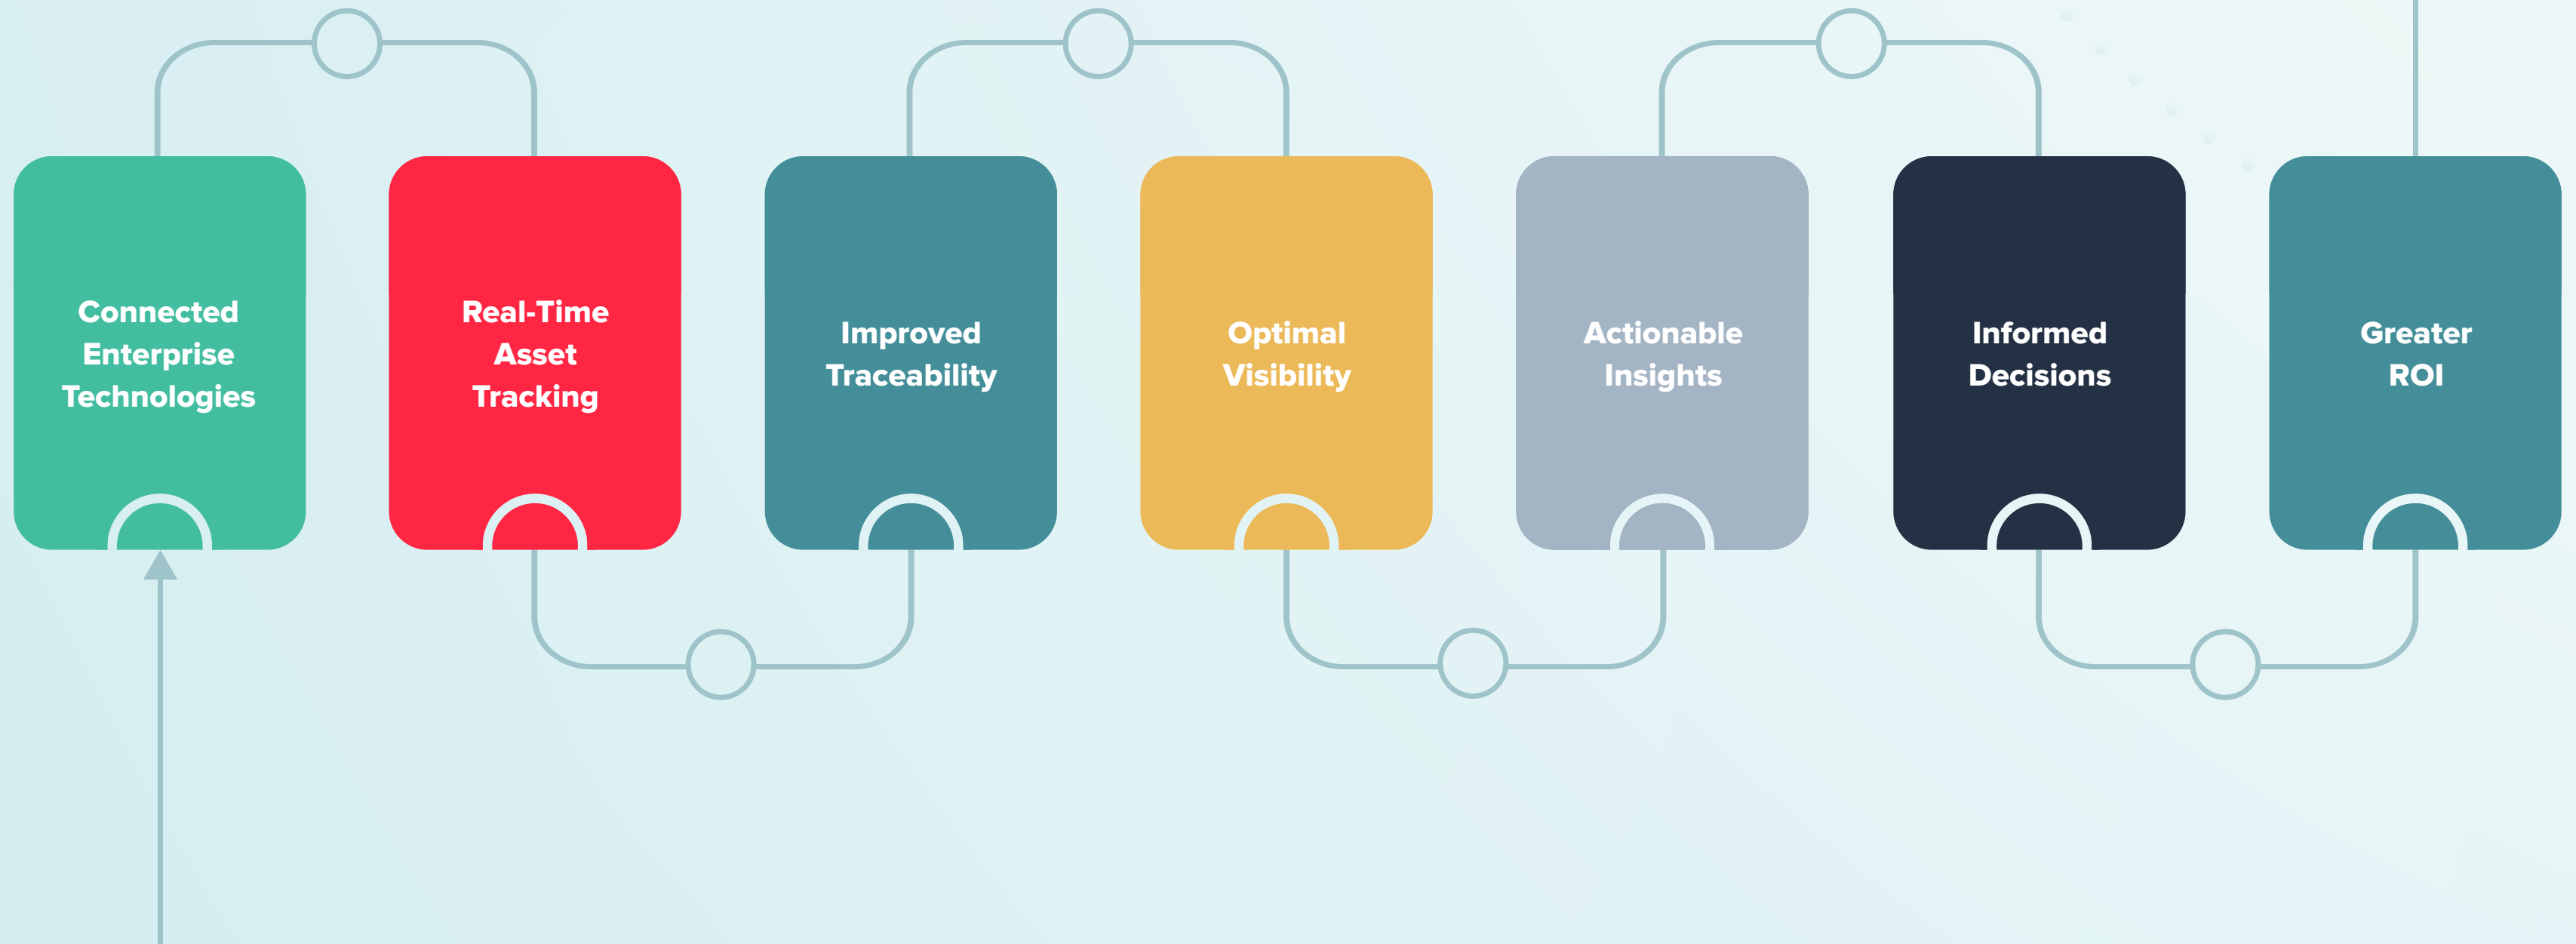 Connected
Enterprise
Technologies
Real-Time
Asset
Tracking
Improved
Traceability
Optimal
Visibility
Actionable
Insights
Informed
Decisions
Greater
ROI